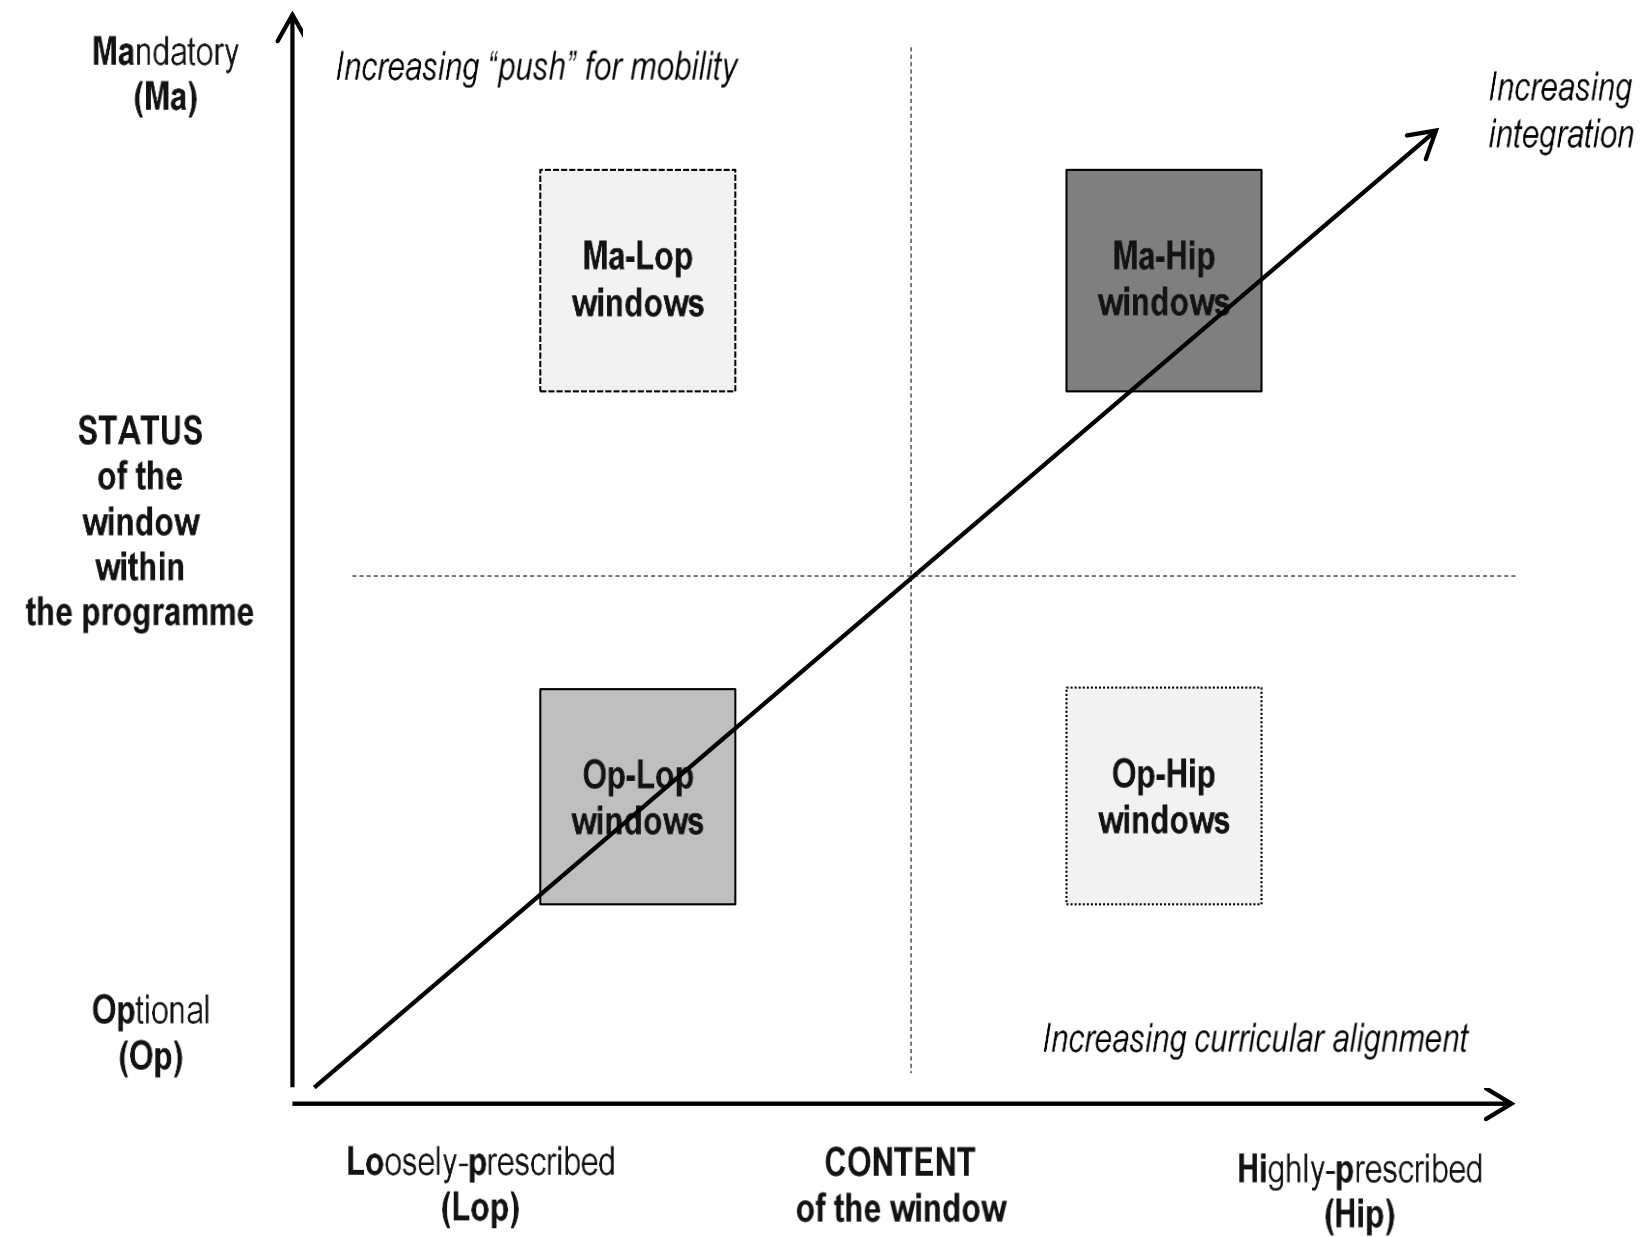 Mandatory
(Ma)
Increasing “push” for mobility
Increasing
integration
Ma-Lop
windows
Ma-Hip
windows
STATUS
of the
window
within
the programme
Op-Lop
windows
Op-Hip
windows
Optional
(Op)
Increasing curricular alignment
Loosely-prescribed
(Lop)
CONTENT
of the window
Highly-prescribed
(Hip)